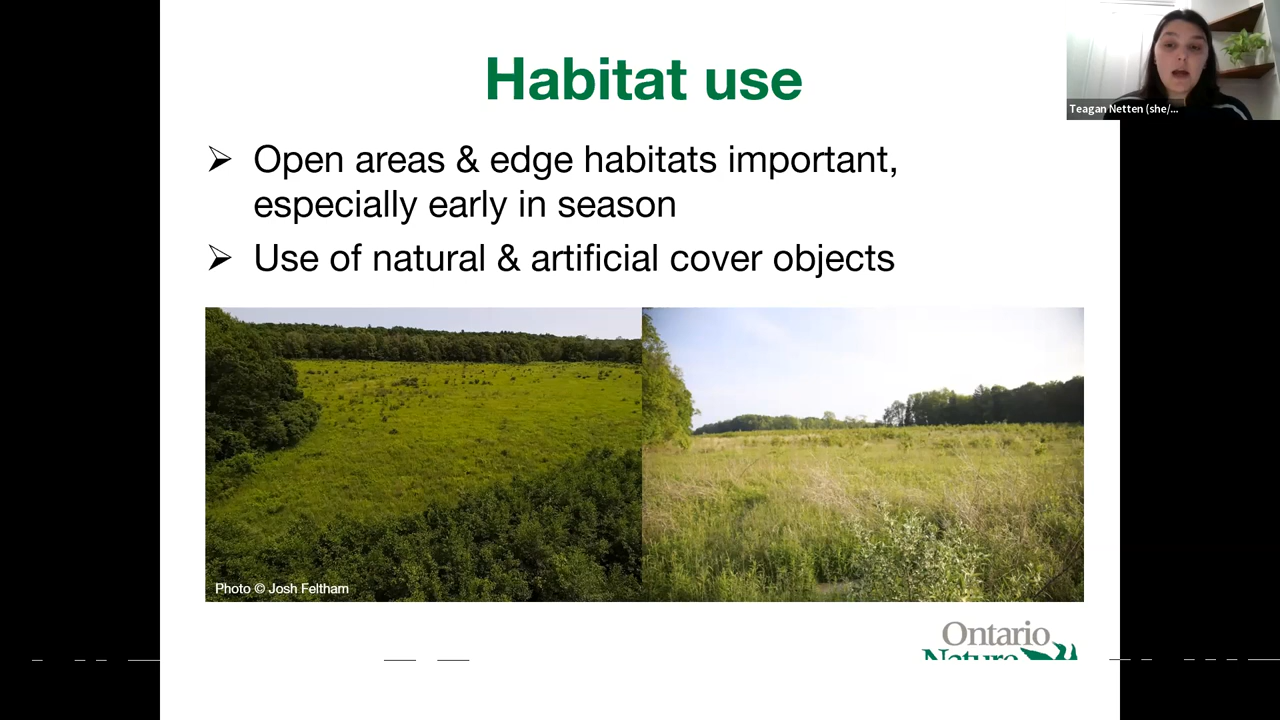 Habitat use
Teagan Netten (she/...
➢ Open areas & edge habitats important,
especially early in season
➢ Use of natural & artificial cover objects
Photo © Josh Feltham
Ontario
Nature